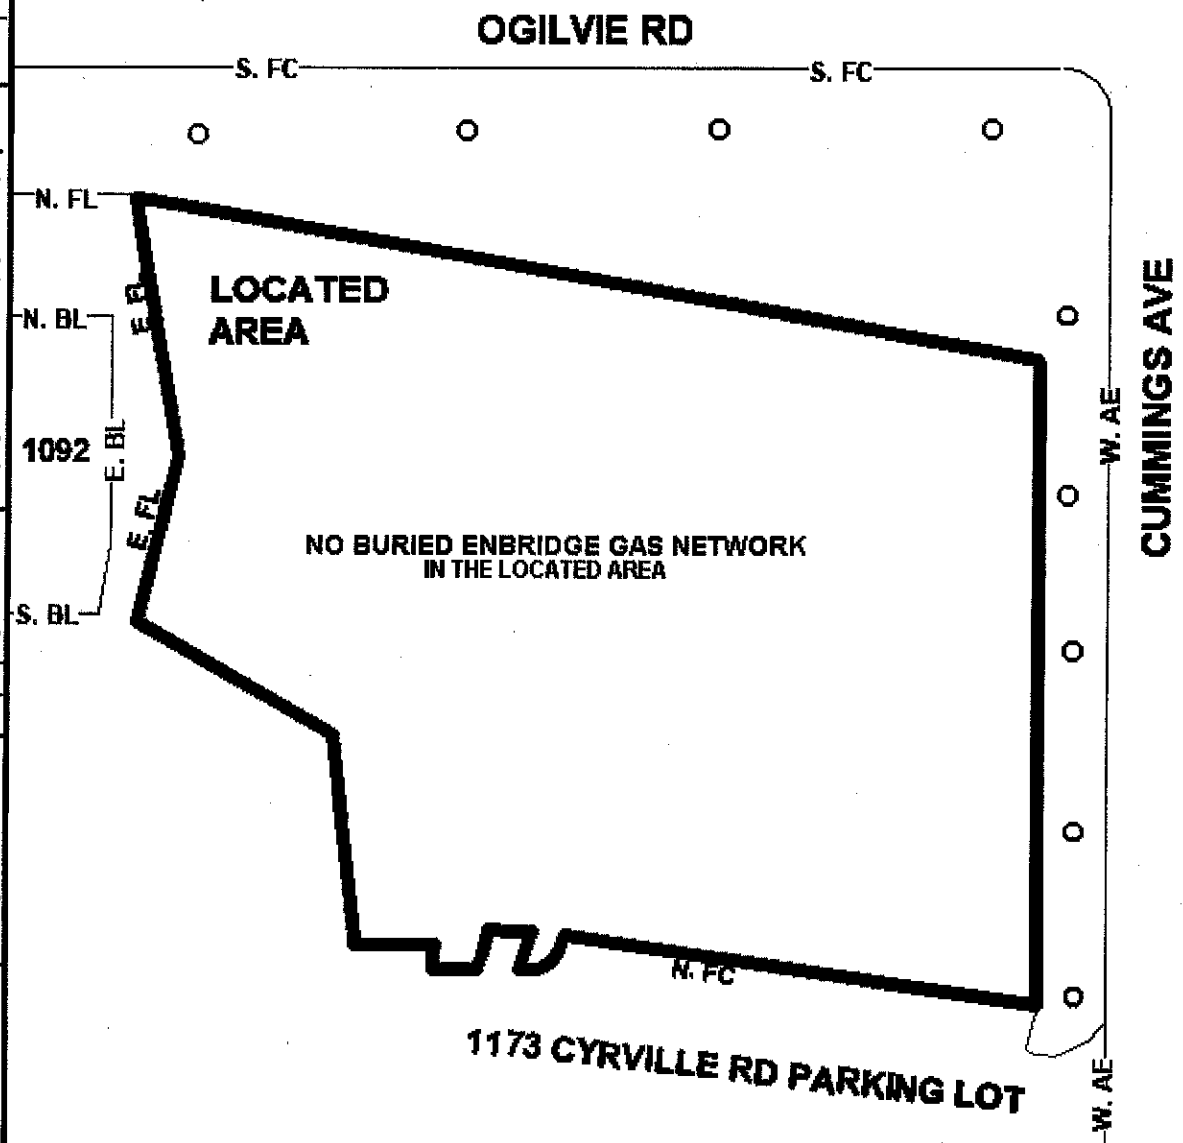 OGILVIE RD
S. FC
S. FC
N. FL
E. FL
LOCATED
AREA
N. BL
CUMMINGS AVE
W. AE
1092
E. BL
E. FL
NO BURIED ENBRIDGE GAS NETWORK
IN THE LOCATED AREA
S. BL
N. FC
1173 CYRVILLE RD PARKING LOT
W. AE